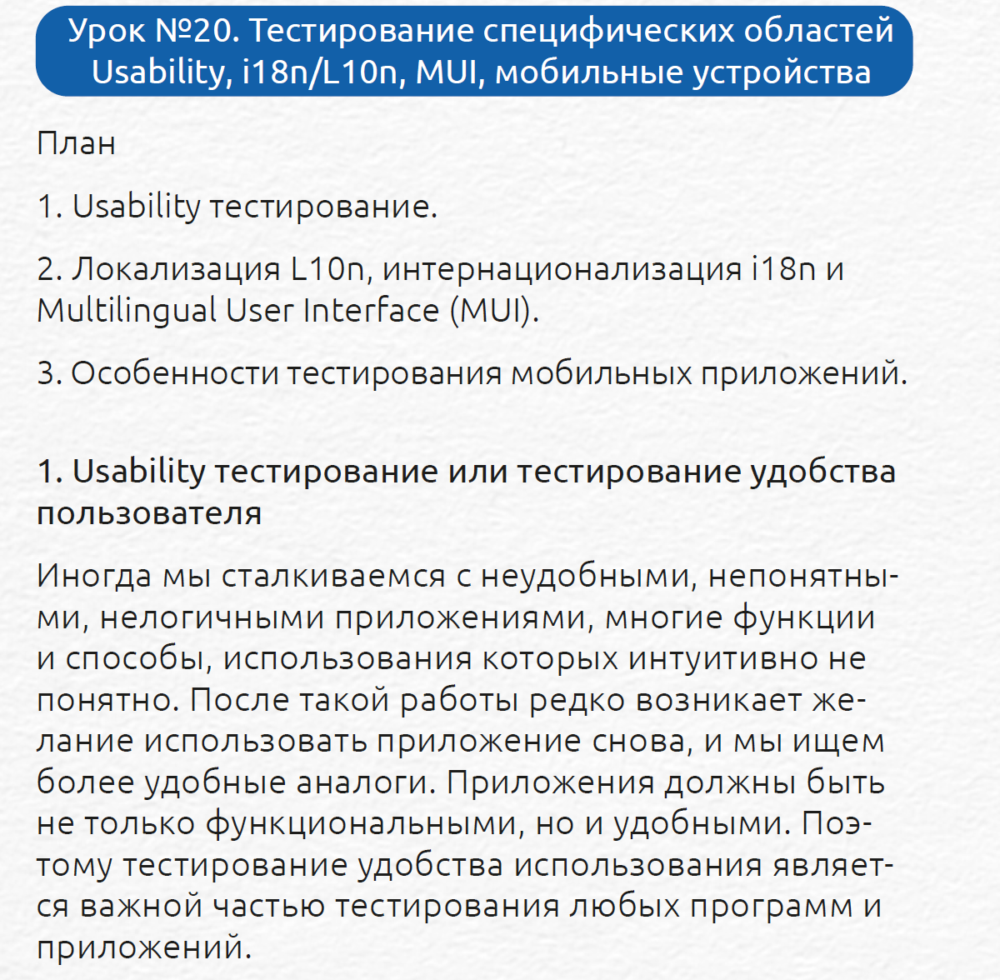 Урок №20. Тестирование специфических областей
Usability, i18n/L10n, MUI, мобильные устройства
План
1. Usability тестирование.
2. Локализация L10n, интернационализация i18n и
Multilingual User Interface (MUI).
3. Особенности тестирования мобильных приложений.
1. Usability тестирование или тестирование удобства
пользователя
Иногда мы сталкиваемся с неудобными, непонятны-
ми, нелогичными приложениями, многие функции
и способы, использования которых интуитивно не
понятно. После такой работы редко возникает же-
лание использовать приложение снова, и мы ищем
более удобные аналоги. Приложения должны быть
не только функциональными, но и удобными. Поэ-
тому тестирование удобства использования являет-
ся важной частью тестирования любых программ и
приложений.